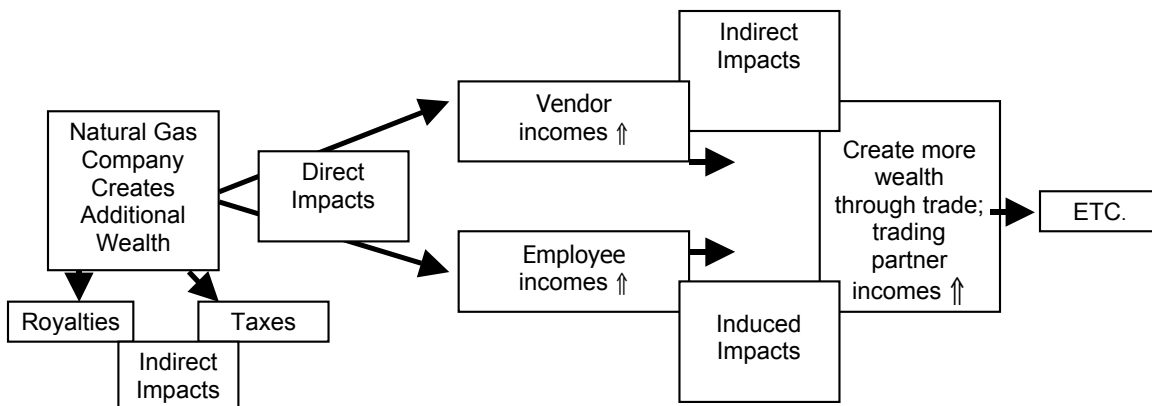 Natural Gas
Company
Creates
Additional
Wealth
Royalties
Taxes
Indirect
Impacts
Direct
Impacts
Vendor
incomes ⇑
Employee
incomes ⇑
Indirect
Impacts
Induced
Impacts
Create more
wealth
through trade;
trading
partner
incomes ⇑
ETC.